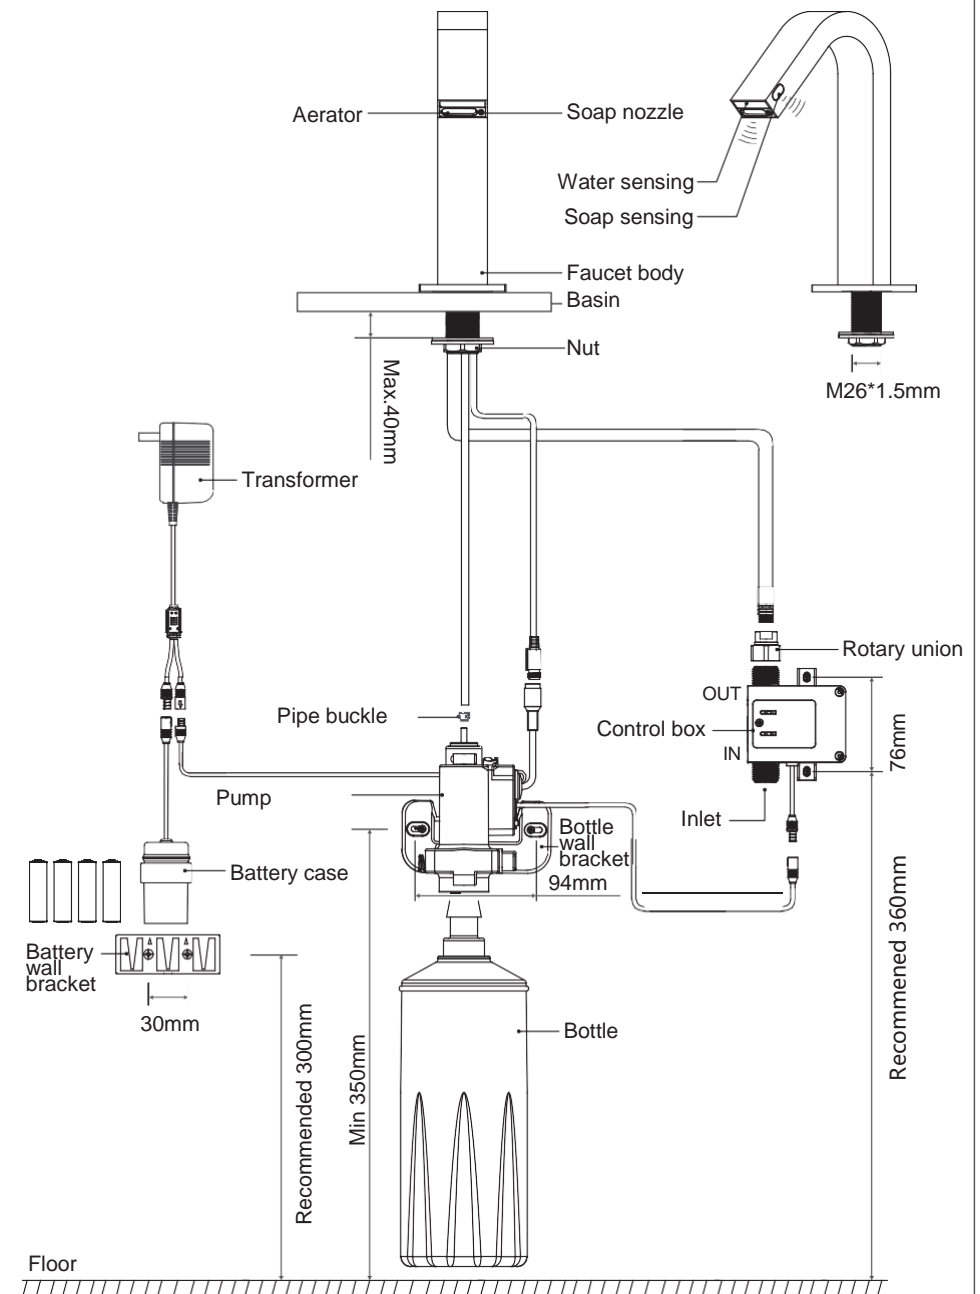 Aerator
Soap nozzle
Water sensing
Soap sensing
Faucet body
Basin
Nut
M26*1.5mm
Max.40mm
Transformer
Rotary union
OUT
Pipe buckle
Control box
IN
76mm
Pump
Inlet
Bottle
wall
bracket
94mm
Battery case
Recommened 360mm
Battery
wall
bracket
30mm
Recommended 300mm
Min 350mm
Bottle
Floor